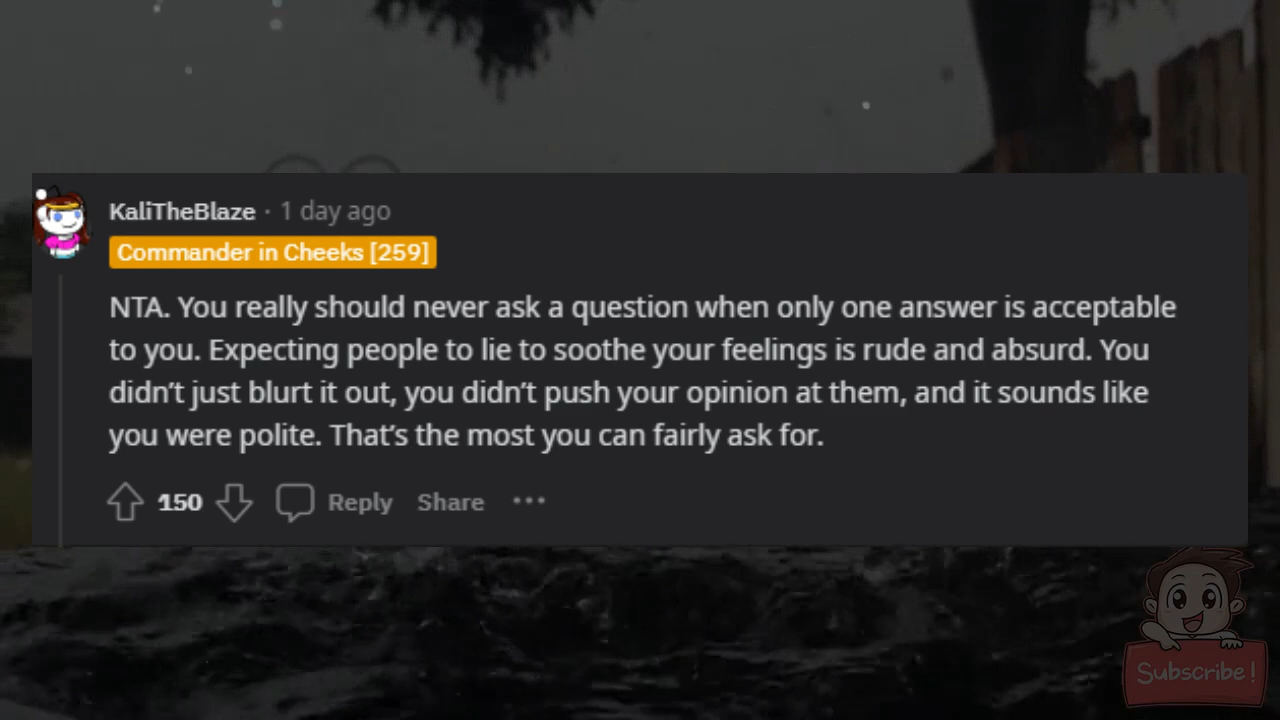 KaliTheBlaze · 1 day ago
Commander in Cheeks [259]
NTA. You really should never ask a question when only one answer is acceptable
to you. Expecting people to lie to soothe your feelings is rude and absurd. You
didn’t just blurt it out, you didn’t push your opinion at them, and it sounds like
you were polite. That’s the most you can fairly ask for.
150 Reply Share ···
Subscribe!